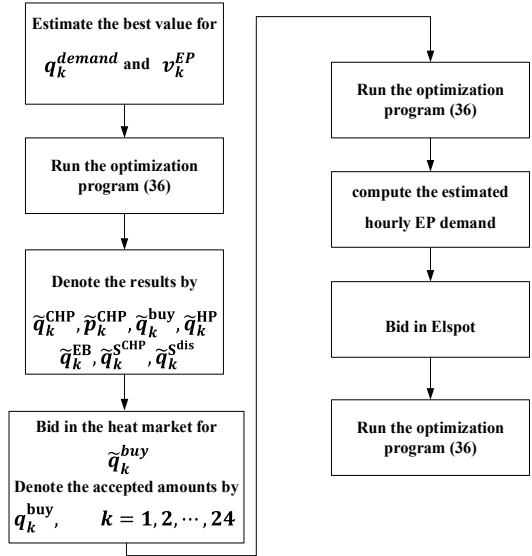 Estimate the best value for
q_k^{demand} and v_k^{EP}
Run the optimization
program (36)
Denote the results by
q̃_k^{CHP}, p̃_k^{CHP}, q̃_k^{buy}, q̃_k^{HP}
q̃_k^{EB}, q̃_k^{S^{CHP}}, q̃_k^{S^{dis}}
Bid in the heat market for
q̃_k^{buy}
Denote the accepted amounts by
q_k^{buy}, k = 1, 2, ⋯, 24
Run the optimization
program (36)
compute the estimated
hourly EP demand
Bid in Elspot
Run the optimization
program (36)